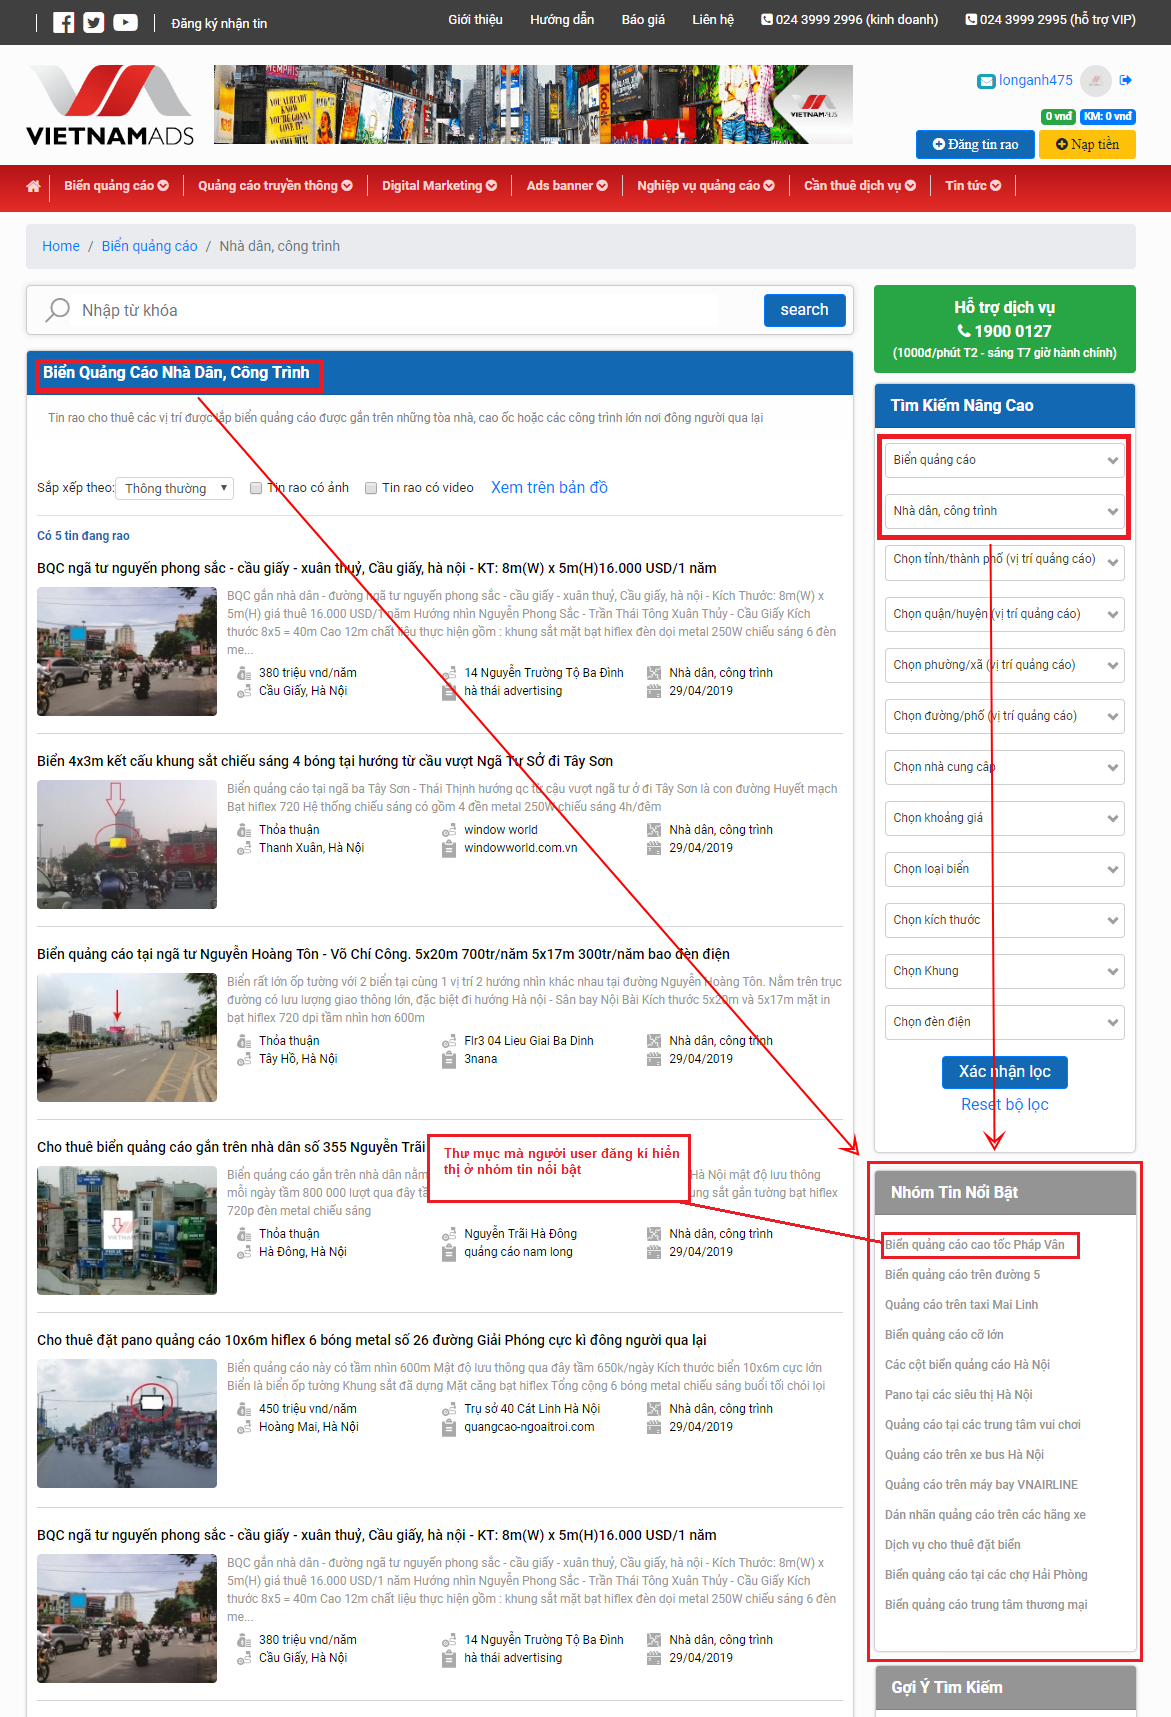 Đăng ký nhận tin
Giới thiệu
Hướng dẫn
Báo giá
Liên hệ
024 3999 2996 (kinh doanh)
024 3999 2995 (hỗ trợ VIP)
VIETNAMADS
MEMPHIS
YOU ALREADY KNOW YOU'RE GONNA LOVE IT!
Kodak
VIETNAMADS
longanh475
0 vnđ
KM: 0 vnđ
Đăng tin rao
Nạp tiền
Biển quảng cáo
Quảng cáo truyền thông
Digital Marketing
Ads banner
Nghiệp vụ quảng cáo
Cần thuê dịch vụ
Tin tức
Home / Biển quảng cáo / Nhà dân, công trình
Nhập từ khóa
search
Biển Quảng Cáo Nhà Dân, Công Trình
Tin rao cho thuê các vị trí được lắp biển quảng cáo được gắn trên những tòa nhà, cao ốc hoặc các công trình lớn nơi đông người qua lại
Sắp xếp theo: Thông thường
Tin rao có ảnh
Tin rao có video
Xem trên bản đồ
Có 5 tin đang rao
BQC ngã tư nguyến phong sắc - cầu giấy - xuân thuỷ, Cầu giấy, hà nội - KT: 8m(W) x 5m(H)16.000 USD/1 năm
BQC gắn nhà dân - đường ngã tư nguyến phong sắc - cầu giấy - xuân thuỷ, Cầu giấy, hà nội - Kích Thước: 8m(W) x
5m(H) giá thuê 16.000 USD/1 năm Hướng nhìn Nguyễn Phong Sắc - Trần Thái Tông Xuân Thủy - Cầu Giấy Kích
thước 8x5 = 40m Cao 12m chất liệu thực hiện gồm : khung sắt mặt bạt hiflex đèn dọi metal 250W chiếu sáng 6 đèn
me...
380 triệu vnd/năm
14 Nguyễn Trường Tộ Ba Đình
Nhà dân, công trình
Cầu Giấy, Hà Nội
hà thái advertising
29/04/2019
Biển 4x3m kết cấu khung sắt chiếu sáng 4 bóng tại hướng từ cầu vượt Ngã Tư SỞ đi Tây Sơn
Biển quảng cáo tại ngã ba Tây Sơn - Thái Thịnh hướng qc từ cậu vượt ngã tư ở đi Tây Sơn là con đường Huyết mạch
Bạt hiflex 720 Hệ thống chiếu sáng có gồm 4 đền metal 250W chiếu sáng 4h/đêm
Thỏa thuận
window world
Nhà dân, công trình
Thanh Xuân, Hà Nội
windowworld.com.vn
29/04/2019
Biển quảng cáo tại ngã tư Nguyễn Hoàng Tôn - Võ Chí Công. 5x20m 700tr/năm 5x17m 300tr/năm bao đèn điện
Biển rất lớn ốp tường với 2 biển tại cùng 1 vị trí 2 hướng nhìn khác nhau tại đường Nguyễn Hoàng Tôn. Nằm trên trục
đường có lưu lượng giao thông lớn, đặc biệt đi hướng Hà nội - Sân bay Nội Bài Kích thước 5x20m và 5x17m mặt in
bạt hiflex 720 dpi tầm nhìn hơn 600m
Thỏa thuận
Flr3 04 Lieu Giai Ba Dinh
Nhà dân, công trình
Tây Hồ, Hà Nội
3nana
29/04/2019
Cho thuê biển quảng cáo gắn trên nhà dân số 355 Nguyễn Trãi
Biển quảng cáo gắn trên nhà dân nằm
Hà Nội mật độ lưu thông
mỗi ngày tầm 800 000 lượt qua đây
ung sắt gắn tường bạt hiflex
720p đèn metal chiếu sáng
Thỏa thuận
Nguyễn Trãi Hà Đông
Nhà dân, công trình
Hà Đông, Hà Nội
quảng cáo nam long
29/04/2019
Thư mục mà người user đăng kí hiển
thị ở nhóm tin nổi bật
Cho thuê đặt pano quảng cáo 10x6m hiflex 6 bóng metal số 26 đường Giải Phóng cực kì đông người qua lại
Biển quảng cáo này có tầm nhìn 600m Mật độ lưu thông qua đây tầm 650k/ngày Kích thước biển 10x6m cực lớn
Biển là biển ốp tường Khung sắt đã dựng Mặt căng bạt hiflex Tổng cộng 6 bóng metal chiếu sáng buổi tối chói lọi
450 triệu vnd/năm
Trụ sở 40 Cát Linh Hà Nội
Nhà dân, công trình
Hoàng Mai, Hà Nội
quangcao-ngoaitroi.com
29/04/2019
BQC ngã tư nguyến phong sắc - cầu giấy - xuân thuỷ, Cầu giấy, hà nội - KT: 8m(W) x 5m(H)16.000 USD/1 năm
BQC gắn nhà dân - đường ngã tư nguyến phong sắc - cầu giấy - xuân thuỷ, Cầu giấy, hà nội - Kích Thước: 8m(W) x
5m(H) giá thuê 16.000 USD/1 năm Hướng nhìn Nguyễn Phong Sắc - Trần Thái Tông Xuân Thủy - Cầu Giấy Kích
thước 8x5 = 40m Cao 12m chất liệu thực hiện gồm : khung sắt mặt bạt hiflex đèn dọi metal 250W chiếu sáng 6 đèn
me...
380 triệu vnd/năm
14 Nguyễn Trường Tộ Ba Đình
Nhà dân, công trình
Cầu Giấy, Hà Nội
hà thái advertising
29/04/2019
Hỗ trợ dịch vụ
1900 0127
(1000đ/phút T2 - sáng T7 giờ hành chính)
Tìm Kiếm Nâng Cao
Biển quảng cáo
Nhà dân, công trình
Chọn tỉnh/thành phố (vị trí quảng cáo)
Chọn quận/huyện (vị trí quảng cáo)
Chọn phường/xã (vị trí quảng cáo)
Chọn đường/phố (vị trí quảng cáo)
Chọn nhà cung cấp
Chọn khoảng giá
Chọn loại biển
Chọn kích thước
Chọn Khung
Chọn đèn điện
Xác nhận lọc
Reset bộ lọc
Nhóm Tin Nổi Bật
Biển quảng cáo cao tốc Pháp Vân
Biển quảng cáo trên đường 5
Quảng cáo trên taxi Mai Linh
Biển quảng cáo cỡ lớn
Các cột biển quảng cáo Hà Nội
Pano tại các siêu thị Hà Nội
Quảng cáo tại các trung tâm vui chơi
Quảng cáo trên xe bus Hà Nội
Quảng cáo trên máy bay VNAIRLINE
Dán nhãn quảng cáo trên các hãng xe
Dịch vụ cho thuê đặt biển
Biển quảng cáo tại các chợ Hải Phòng
Biển quảng cáo trung tâm thương mại
Gợi Ý Tìm Kiếm